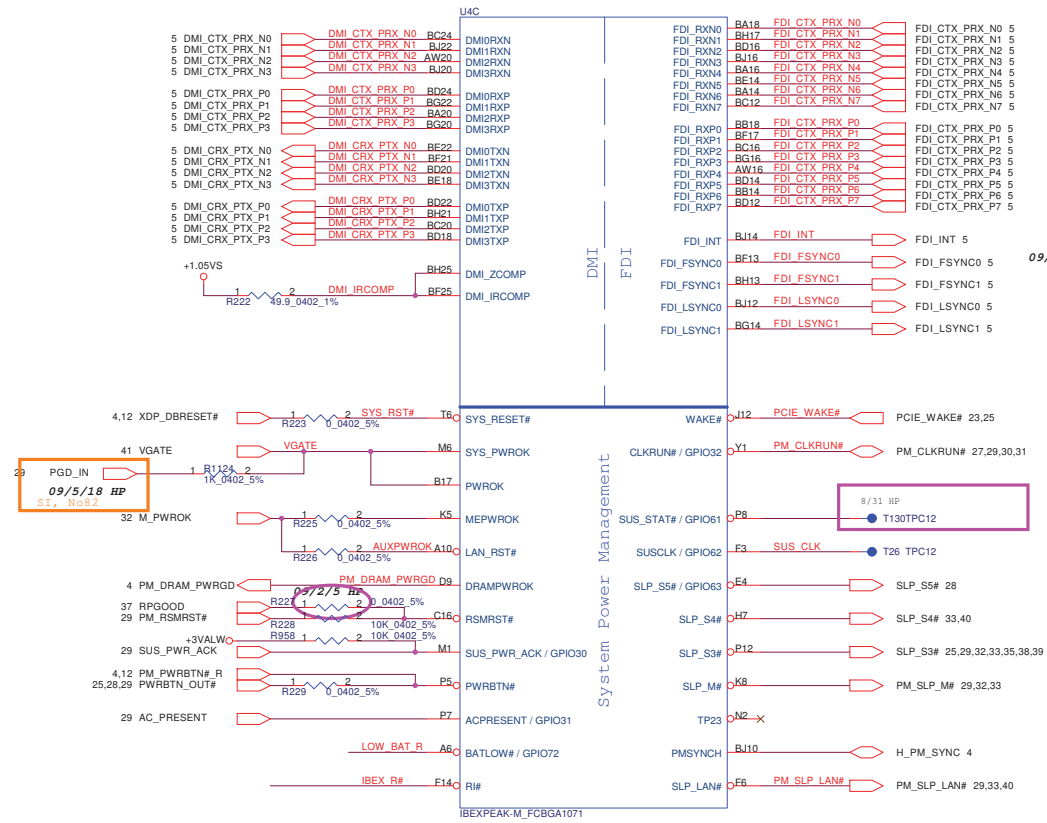 U4C
5 DMI_CTX_PRX_N0 DMI_CTX_PRX_N0 BC24 DMI0RXN
5 DMI_CTX_PRX_N1 DMI_CTX_PRX_N1 BJ22 DMI1RXN
5 DMI_CTX_PRX_N2 DMI_CTX_PRX_N2 AW20 DMI2RXN
5 DMI_CTX_PRX_N3 DMI_CTX_PRX_N3 BJ20 DMI3RXN
5 DMI_CTX_PRX_P0 DMI_CTX_PRX_P0 BD24 DMI0RXP
5 DMI_CTX_PRX_P1 DMI_CTX_PRX_P1 BG22 DMI1RXP
5 DMI_CTX_PRX_P2 DMI_CTX_PRX_P2 BA20 DMI2RXP
5 DMI_CTX_PRX_P3 DMI_CTX_PRX_P3 BG20 DMI3RXP
5 DMI_CRX_PTX_N0 DMI_CRX_PTX_N0 BE22 DMI0TXN
5 DMI_CRX_PTX_N1 DMI_CRX_PTX_N1 BF21 DMI1TXN
5 DMI_CRX_PTX_N2 DMI_CRX_PTX_N2 BD20 DMI2TXN
5 DMI_CRX_PTX_N3 DMI_CRX_PTX_N3 BE18 DMI3TXN
5 DMI_CRX_PTX_P0 DMI_CRX_PTX_P0 BD22 DMI0TXP
5 DMI_CRX_PTX_P1 DMI_CRX_PTX_P1 BH21 DMI1TXP
5 DMI_CRX_PTX_P2 DMI_CRX_PTX_P2 BC20 DMI2TXP
5 DMI_CRX_PTX_P3 DMI_CRX_PTX_P3 BD18 DMI3TXP
+1.05VS
BH25 DMI_ZCOMP
1 2 DMI_IRCOMP BF25 DMI_IRCOMP
R222 49.9_0402_1%
DMI
FDI
FDI_RXN0 BA18 FDI_CTX_PRX_N0 FDI_CTX_PRX_N0 5
FDI_RXN1 BH17 FDI_CTX_PRX_N1 FDI_CTX_PRX_N1 5
FDI_RXN2 BD16 FDI_CTX_PRX_N2 FDI_CTX_PRX_N2 5
FDI_RXN3 BJ16 FDI_CTX_PRX_N3 FDI_CTX_PRX_N3 5
FDI_RXN4 BA16 FDI_CTX_PRX_N4 FDI_CTX_PRX_N4 5
FDI_RXN5 BE14 FDI_CTX_PRX_N5 FDI_CTX_PRX_N5 5
FDI_RXN6 BA14 FDI_CTX_PRX_N6 FDI_CTX_PRX_N6 5
FDI_RXN7 BC12 FDI_CTX_PRX_N7 FDI_CTX_PRX_N7 5
FDI_RXP0 BB18 FDI_CTX_PRX_P0 FDI_CTX_PRX_P0 5
FDI_RXP1 BF17 FDI_CTX_PRX_P1 FDI_CTX_PRX_P1 5
FDI_RXP2 BC16 FDI_CTX_PRX_P2 FDI_CTX_PRX_P2 5
FDI_RXP3 BG16 FDI_CTX_PRX_P3 FDI_CTX_PRX_P3 5
FDI_RXP4 AW16 FDI_CTX_PRX_P4 FDI_CTX_PRX_P4 5
FDI_RXP5 BD14 FDI_CTX_PRX_P5 FDI_CTX_PRX_P5 5
FDI_RXP6 BB14 FDI_CTX_PRX_P6 FDI_CTX_PRX_P6 5
FDI_RXP7 BD12 FDI_CTX_PRX_P7 FDI_CTX_PRX_P7 5
FDI_INT BJ14 FDI_INT FDI_INT 5
FDI_FSYNC0 BF13 FDI_FSYNC0 FDI_FSYNC0 5
09/
FDI_FSYNC1 BH13 FDI_FSYNC1 FDI_FSYNC1 5
FDI_LSYNC0 BJ12 FDI_LSYNC0 FDI_LSYNC0 5
FDI_LSYNC1 BG14 FDI_LSYNC1 FDI_LSYNC1 5
4,12 XDP_DBRESET# 1 2 SYS_RST# T6 SYS_RESET#
R223 0_0402_5%
41 VGATE VGATE M6 SYS_PWROK
29 PGD_IN 1 R1124 2
1K_0402_5%
09/5/18 HP
SI, No82
B17 PWROK
32 M_PWROK 1 2 K5 MEPWROK
R225 0_0402_5%
1 2 AUXPWROK A10 LAN_RST#
R226 0_0402_5%
4 PM_DRAM_PWRGD PM_DRAM_PWRGD D9 DRAMPWROK
09/2/5 HP
37 RPGOOD R227 1 2 0_0402_5%
29 PM_RSMRST# 1 2 C16 RSMRST#
R228 10K_0402_5%
+3VALW R958 1 2 10K_0402_5%
29 SUS_PWR_ACK M1 SUS_PWR_ACK / GPIO30
4,12 PM_PWRBTN#_R
25,28,29 PWRBTN_OUT# 1 2 P5 PWRBTN#
R229 0_0402_5%
29 AC_PRESENT P7 ACPRESENT / GPIO31
LOW_BAT_R A6 BATLOW# / GPIO72
IBEX_R# F14 RI#
System Power Management
WAKE# J12 PCIE_WAKE# PCIE_WAKE# 23,25
CLKRUN# / GPIO32 Y1 PM_CLKRUN# PM_CLKRUN# 27,29,30,31
8/31 HP
SUS_STAT# / GPIO61 P8 T130TPC12
SUSCLK / GPIO62 F3 SUS_CLK T26 TPC12
SLP_S5# / GPIO63 E4 SLP_S5# 28
SLP_S4# H7 SLP_S4# 33,40
SLP_S3# P12 SLP_S3# 25,29,32,33,35,38,39
SLP_M# K8 PM_SLP_M# 29,32,33
TP23 N2
PMSYNCH BJ10 H_PM_SYNC 4
SLP_LAN# F6 PM_SLP_LAN# PM_SLP_LAN# 29,33,40
IBEXPEAK-M_FCBGA1071